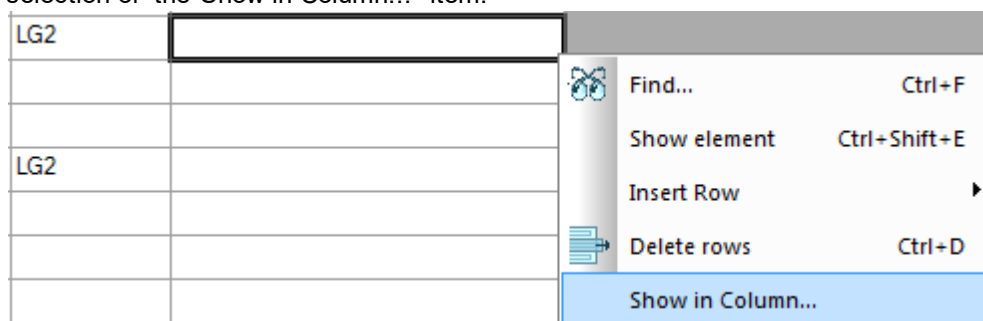 selection of the Show in Column..." item.
LG2
Find... Ctrl+F
Show element Ctrl+Shift+E
LG2
Insert Row
Delete rows Ctrl+D
Show in Column...